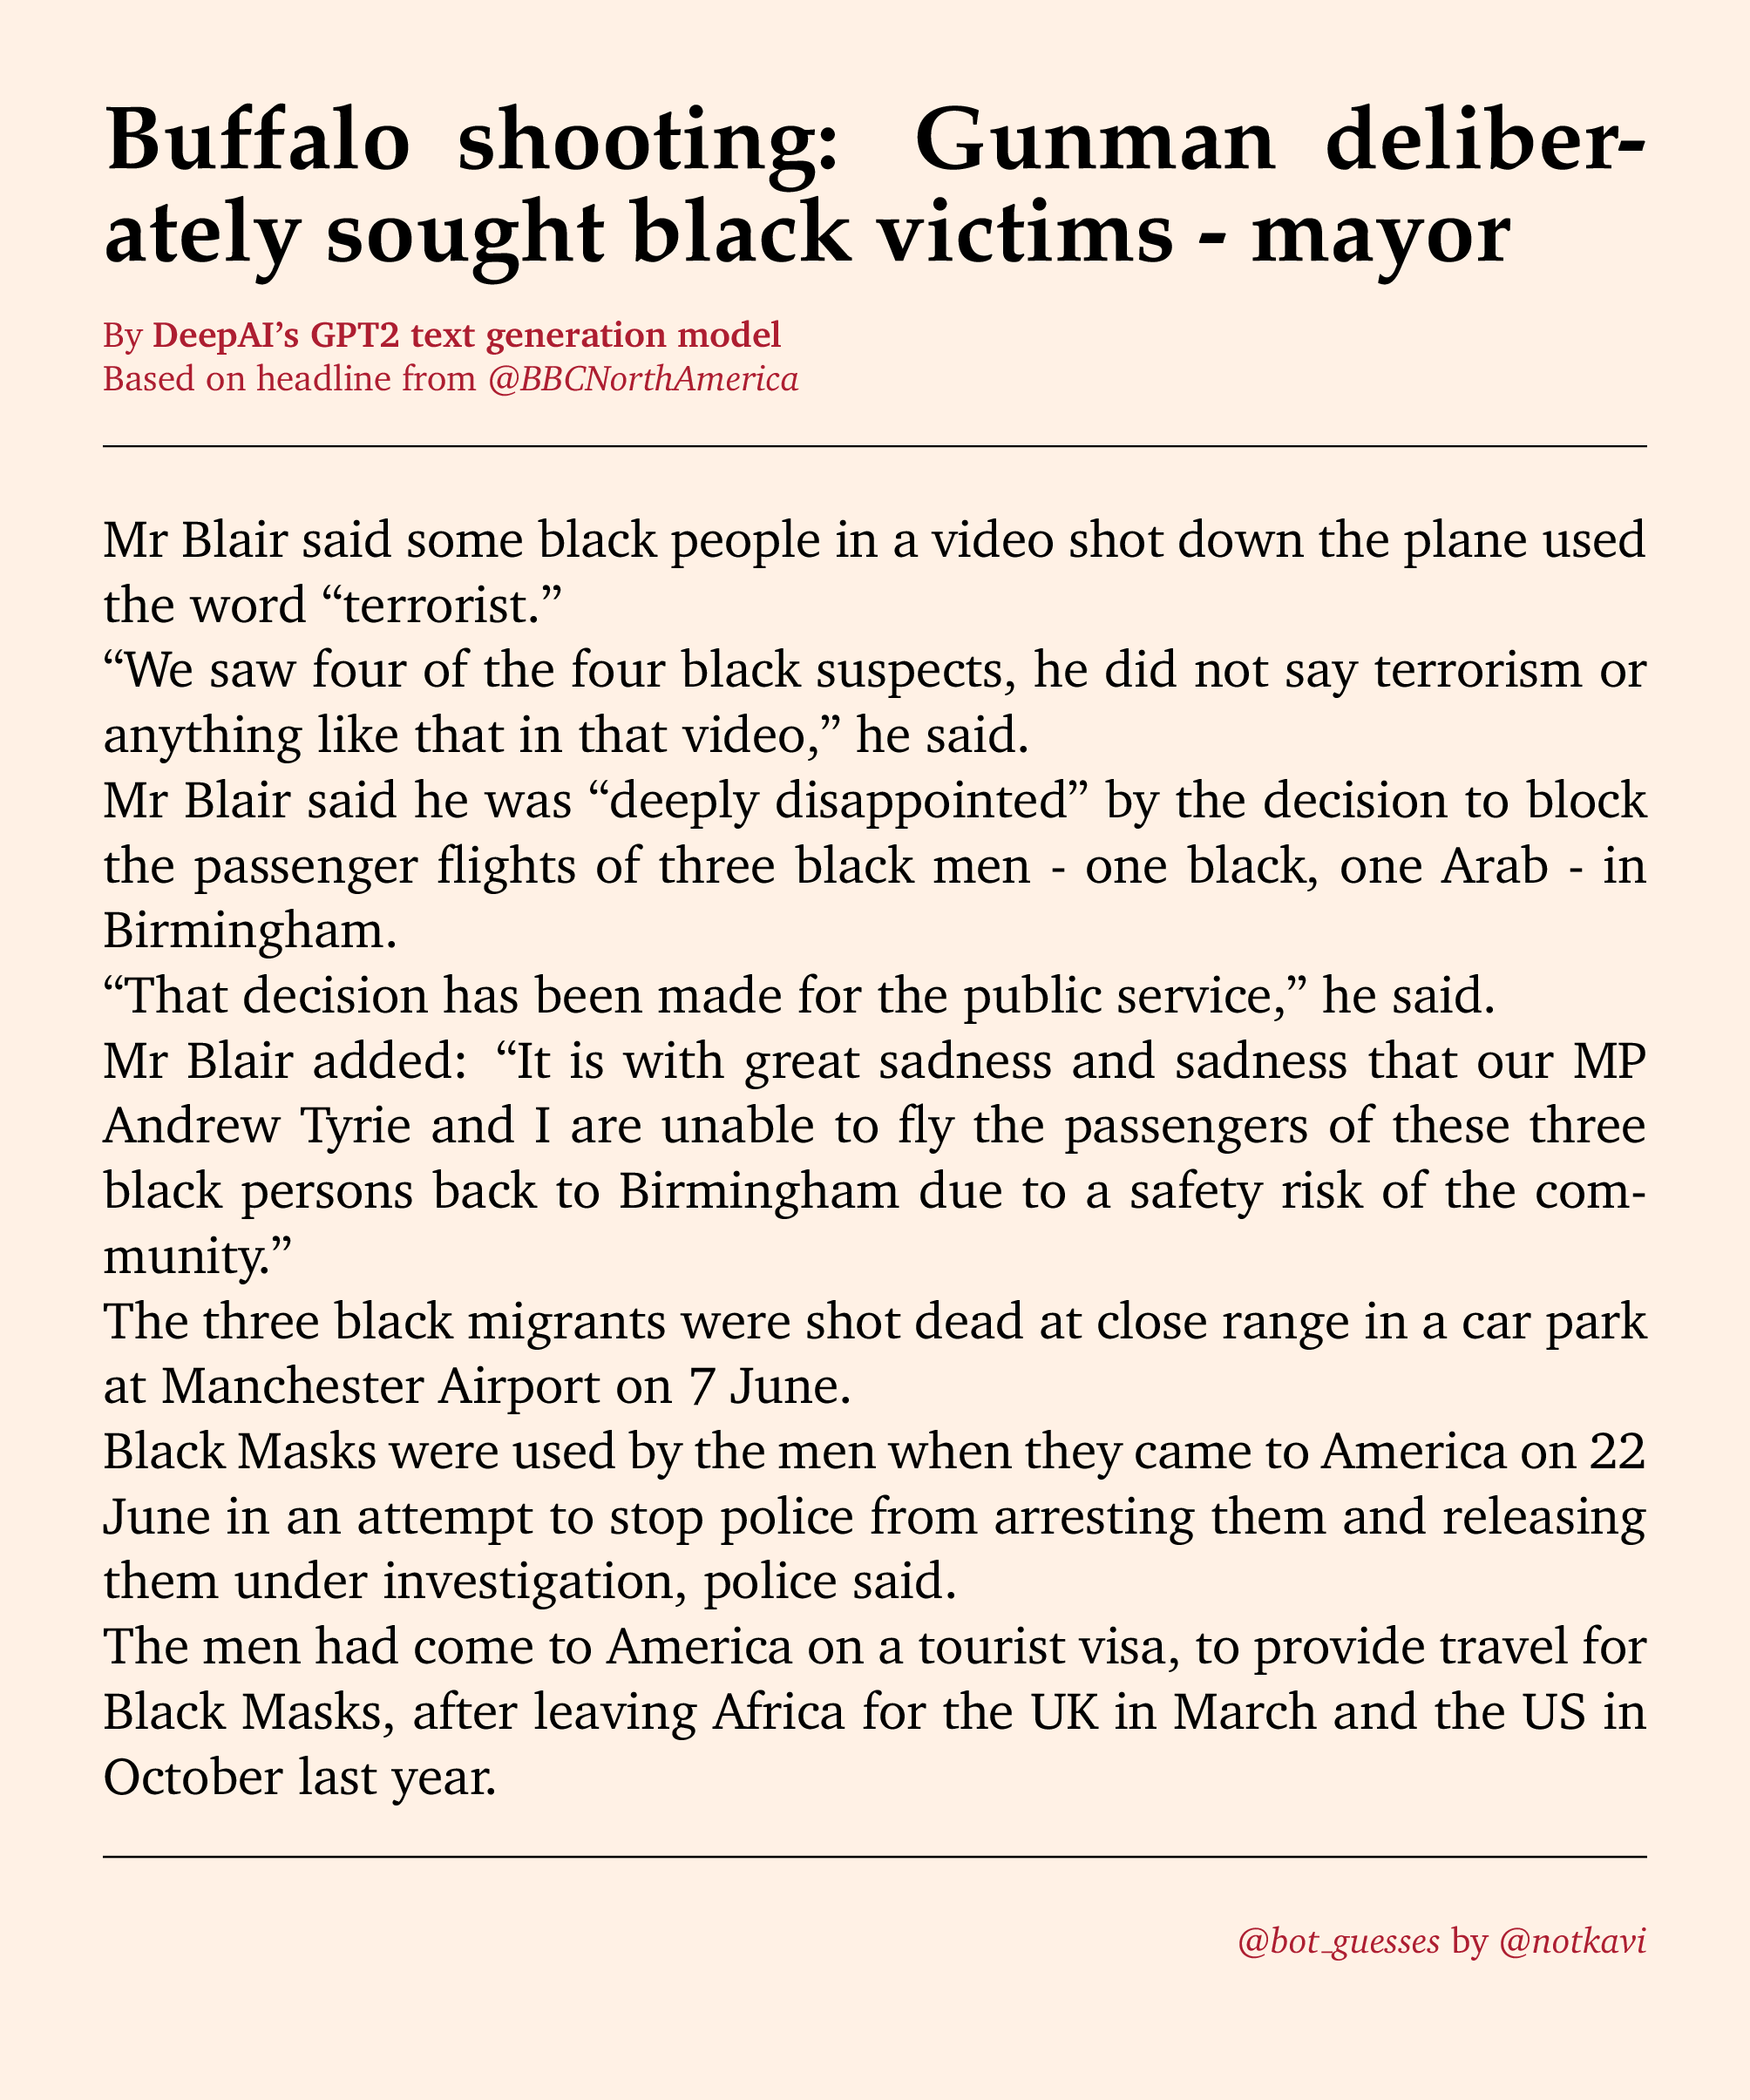 Buffalo shooting: Gunman deliber-
ately sought black victims - mayor
By DeepAI’s GPT2 text generation model
Based on headline from @BBCNorthAmerica
Mr Blair said some black people in a video shot down the plane used
the word “terrorist.”
“We saw four of the four black suspects, he did not say terrorism or
anything like that in that video,” he said.
Mr Blair said he was “deeply disappointed” by the decision to block
the passenger flights of three black men - one black, one Arab - in
Birmingham.
“That decision has been made for the public service,” he said.
Mr Blair added: “It is with great sadness and sadness that our MP
Andrew Tyrie and I are unable to fly the passengers of these three
black persons back to Birmingham due to a safety risk of the com-
munity.”
The three black migrants were shot dead at close range in a car park
at Manchester Airport on 7 June.
Black Masks were used by the men when they came to America on 22
June in an attempt to stop police from arresting them and releasing
them under investigation, police said.
The men had come to America on a tourist visa, to provide travel for
Black Masks, after leaving Africa for the UK in March and the US in
October last year.
@bot_guesses by @notkavi